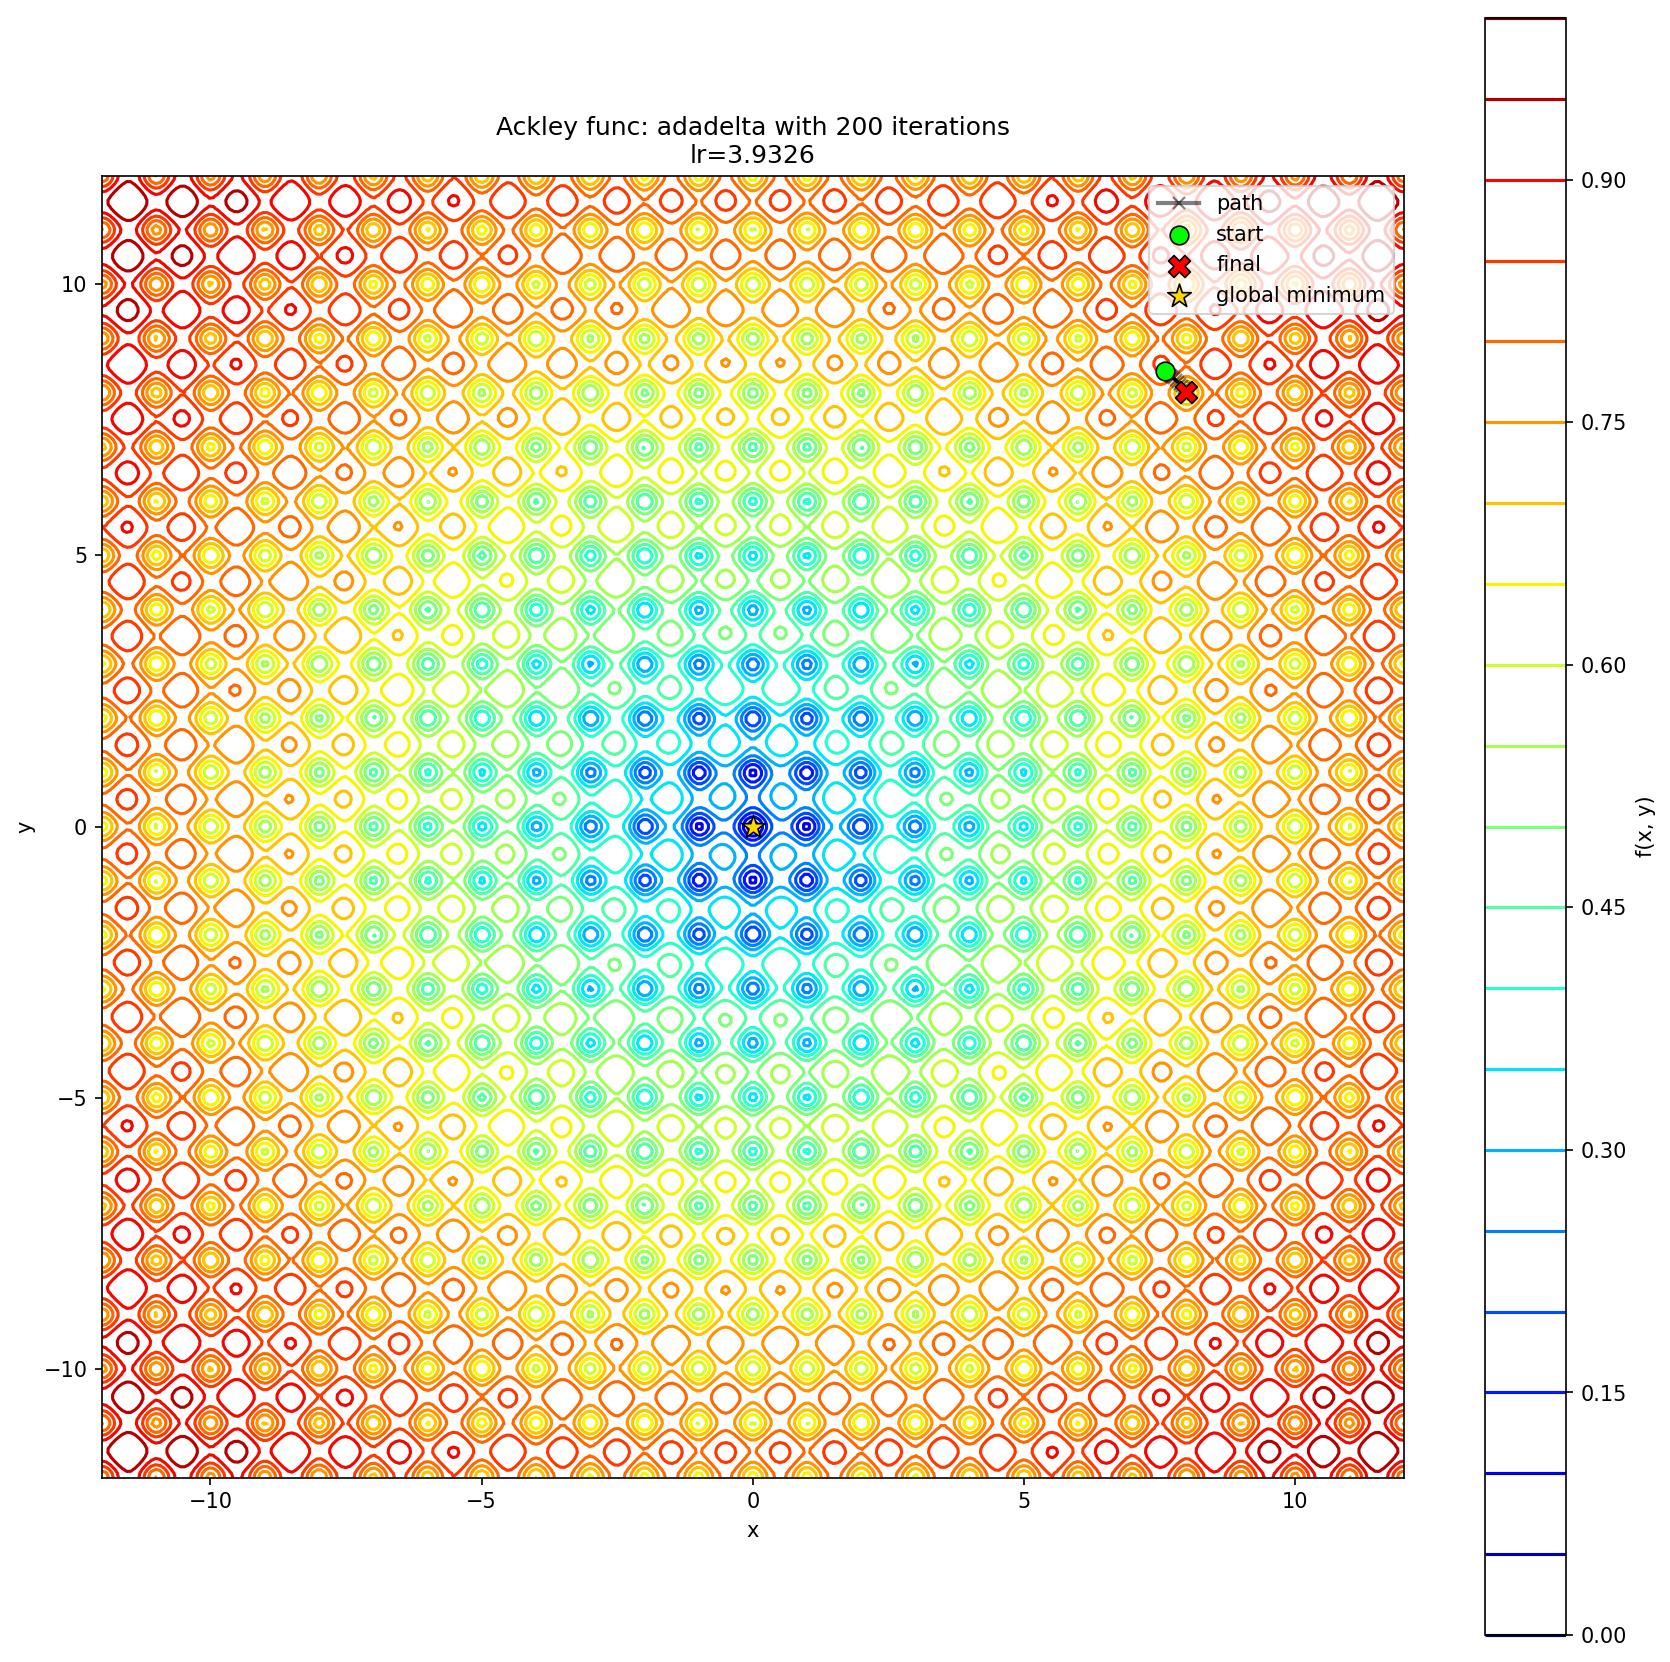 Ackley func: adadelta with 200 iterations
lr=3.9326
path
start
final
global minimum
10
5
0
−5
−10
y
−10
−5
0
5
10
x
0.90
0.75
0.60
0.45
0.30
0.15
0.00
f(x, y)